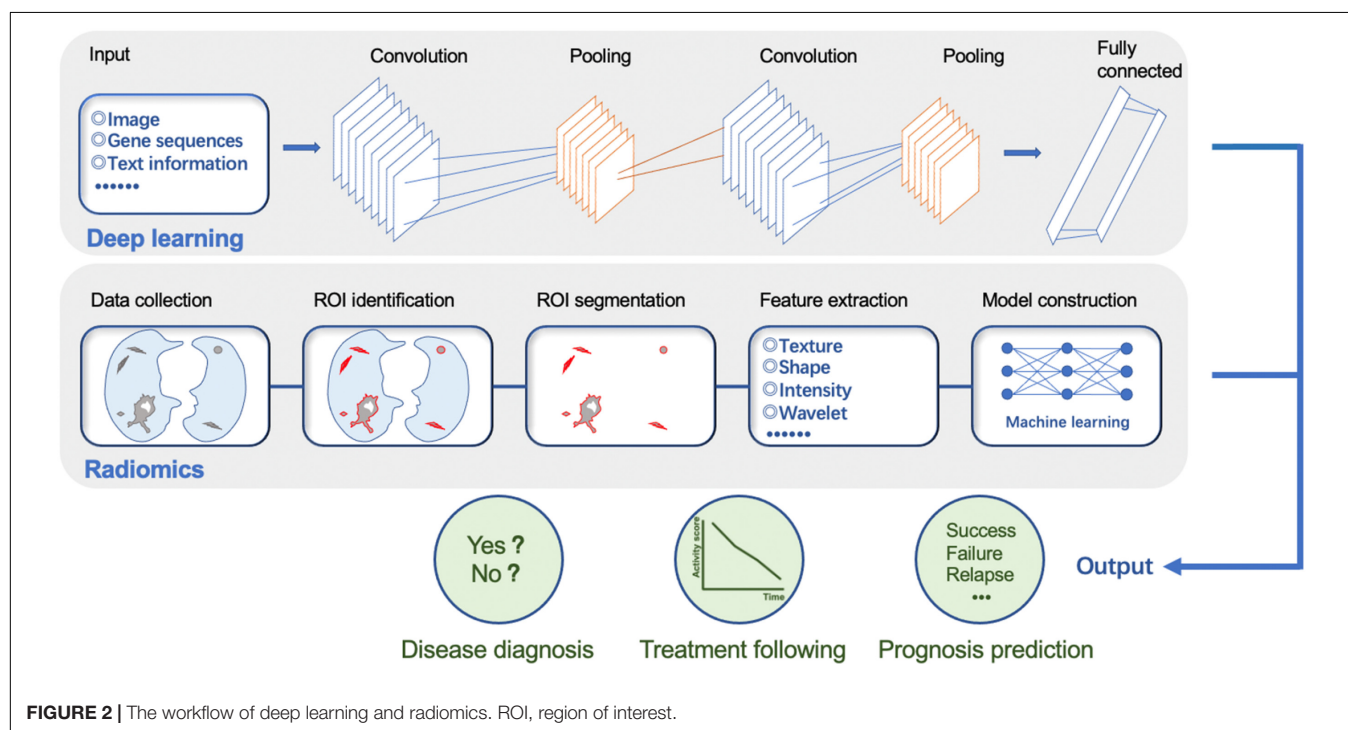 Input
Convolution
Pooling
Convolution
Pooling
Fully
connected
◎Image
◎Gene sequences
◎Text information
••••••
Deep learning
Data collection
ROI identification
ROI segmentation
Feature extraction
Model construction
◎Texture
◎Shape
◎Intensity
◎Wavelet
••••••
Machine learning
Radiomics
Yes ?
No ?
Activity score
Time
Success
Failure
Relapse
•••
Output
Disease diagnosis
Treatment following
Prognosis prediction
FIGURE 2 | The workflow of deep learning and radiomics. ROI, region of interest.